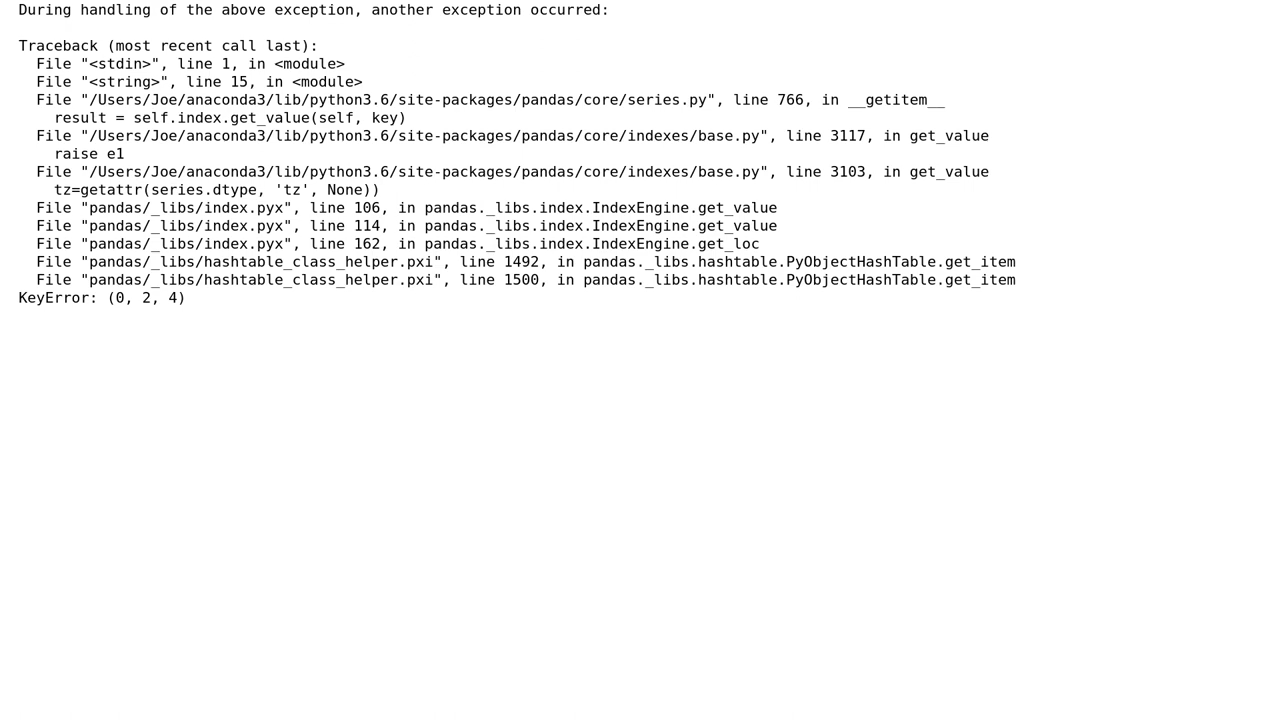 During handling of the above exception, another exception occurred:

Traceback (most recent call last):
  File "<stdin>", line 1, in <module>
  File "<string>", line 15, in <module>
  File "/Users/Joe/anaconda3/lib/python3.6/site-packages/pandas/core/series.py", line 766, in __getitem__
    result = self.index.get_value(self, key)
  File "/Users/Joe/anaconda3/lib/python3.6/site-packages/pandas/core/indexes/base.py", line 3117, in get_value
    raise e1
  File "/Users/Joe/anaconda3/lib/python3.6/site-packages/pandas/core/indexes/base.py", line 3103, in get_value
    tz=getattr(series.dtype, 'tz', None))
  File "pandas/_libs/index.pyx", line 106, in pandas._libs.index.IndexEngine.get_value
  File "pandas/_libs/index.pyx", line 114, in pandas._libs.index.IndexEngine.get_value
  File "pandas/_libs/index.pyx", line 162, in pandas._libs.index.IndexEngine.get_loc
  File "pandas/_libs/hashtable_class_helper.pxi", line 1492, in pandas._libs.hashtable.PyObjectHashTable.get_item
  File "pandas/_libs/hashtable_class_helper.pxi", line 1500, in pandas._libs.hashtable.PyObjectHashTable.get_item
KeyError: (0, 2, 4)